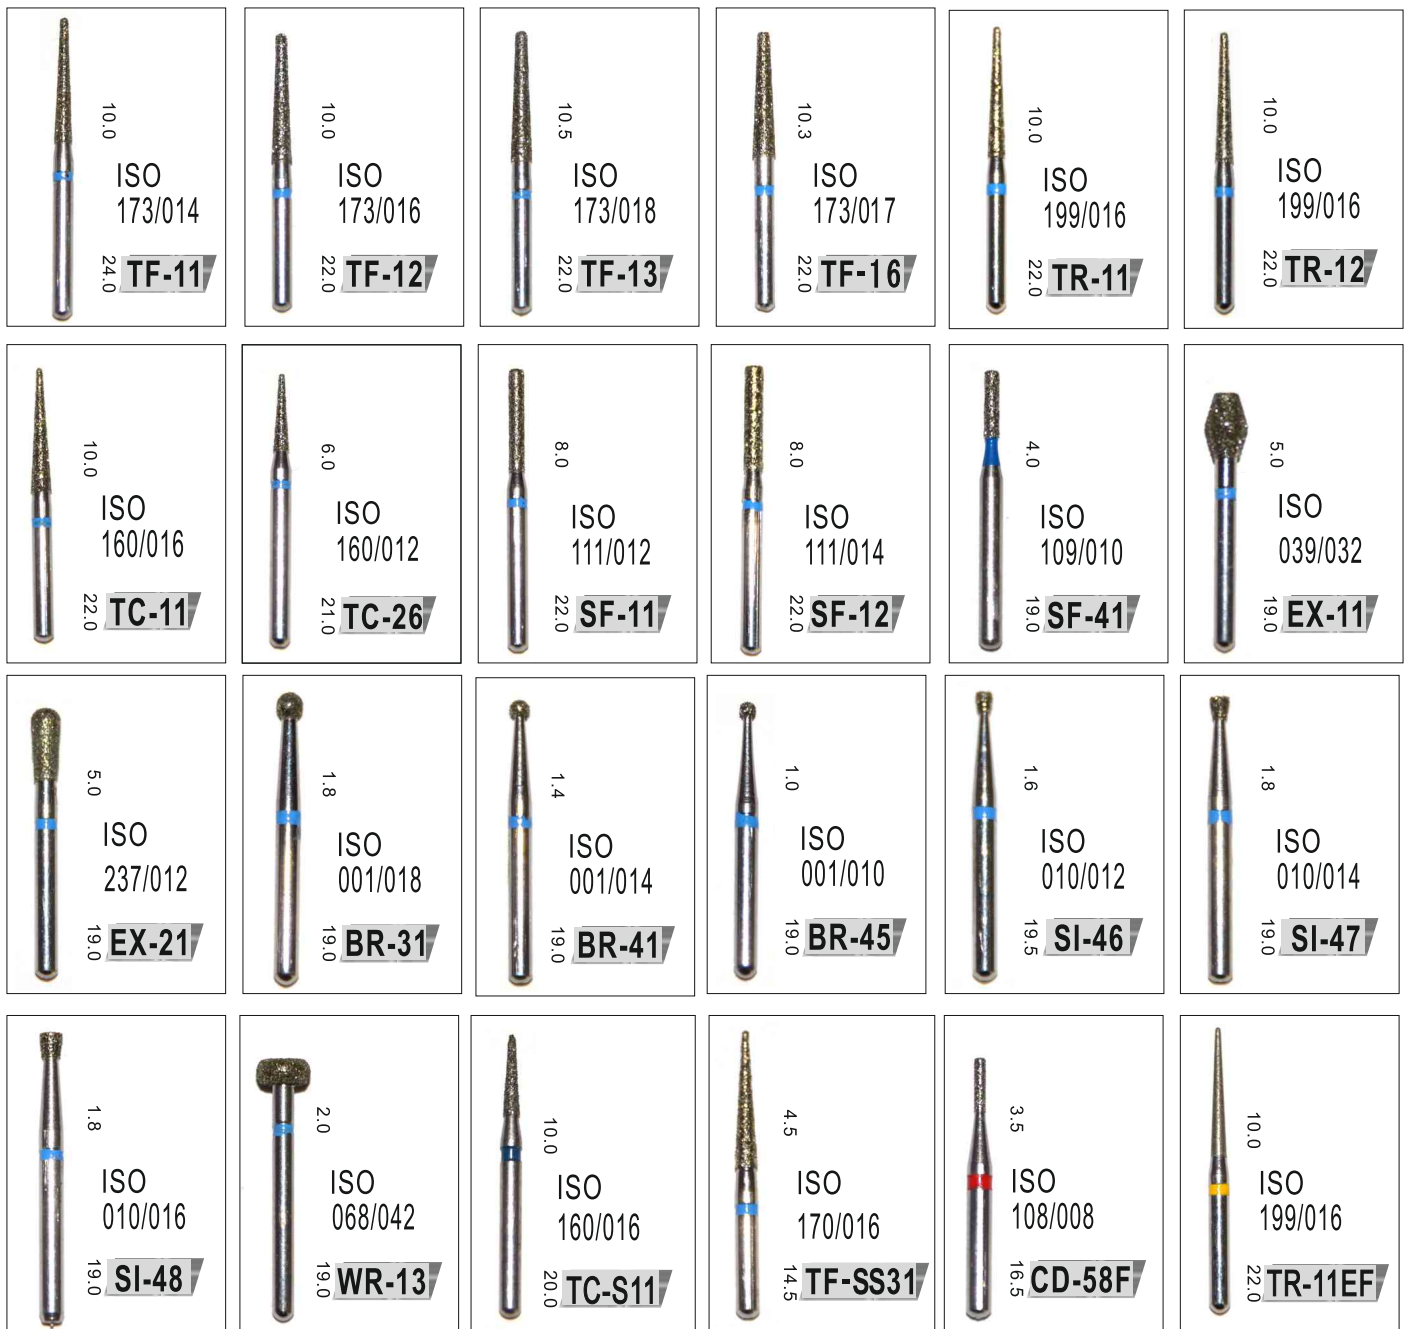 10.0
ISO
173/014
24.0
TF-11
10.0
ISO
173/016
22.0
TF-12
10.5
ISO
173/018
22.0
TF-13
10.3
ISO
173/017
22.0
TF-16
10.0
ISO
199/016
22.0
TR-11
10.0
ISO
199/016
22.0
TR-12
10.0
ISO
160/016
22.0
TC-11
6.0
ISO
160/012
21.0
TC-26
8.0
ISO
111/012
22.0
SF-11
8.0
ISO
111/014
22.0
SF-12
4.0
ISO
109/010
19.0
SF-41
5.0
ISO
039/032
19.0
EX-11
5.0
ISO
237/012
19.0
EX-21
1.8
ISO
001/018
19.0
BR-31
1.4
ISO
001/014
19.0
BR-41
1.0
ISO
001/010
19.0
BR-45
1.6
ISO
010/012
19.5
SI-46
1.8
ISO
010/014
19.0
SI-47
1.8
ISO
010/016
19.0
SI-48
2.0
ISO
068/042
19.0
WR-13
10.0
ISO
160/016
20.0
TC-S11
4.5
ISO
170/016
14.5
TF-SS31
3.5
ISO
108/008
16.5
CD-58F
10.0
ISO
199/016
22.0
TR-11EF